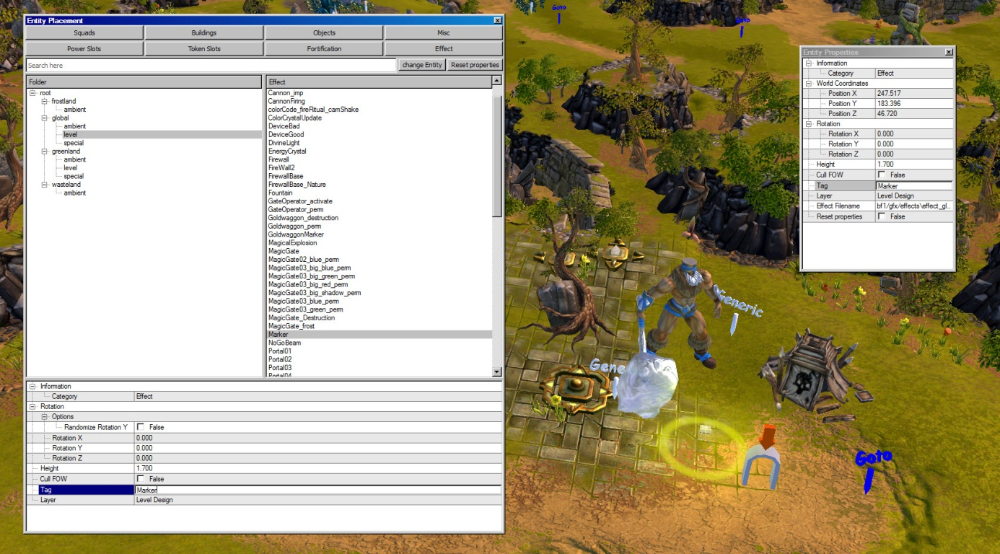 Goto
Goto
Entity Placement
Squads
Buildings
Objects
Misc
Power Slots
Token Slots
Fortification
Effect
Search here
change Entity
Reset properties
Folder
root
frostland
ambient
global
ambient
level
special
greenland
ambient
level
special
wasteland
ambient
Effect
Cannon_imp
CannonFiring
colorCode_fireRitual_camShake
ColorCrystalUpdate
DeviceBad
DeviceGood
DivineLight
EnergyCrystal
Firewall
FireWall2
FirewallBase
FirewallBase_Nature
Fountain
GateOperator_activate
GateOperator_perm
Goldwaggon_destruction
Goldwaggon_perm
GoldwaggonMarker
MagicalExplosion
MagicGate
MagicGate02_blue_perm
MagicGate03_big_blue_perm
MagicGate03_big_green_perm
MagicGate03_big_red_perm
MagicGate03_big_shadow_perm
MagicGate03_blue_perm
MagicGate03_green_perm
MagicGate_Destruction
MagicGate_frost
Marker
NoGoBeam
Portal01
Portal02
Portal03
Portal04
Information
Category Effect
Rotation
Options
Randomize Rotation Y False
Rotation X 0.000
Rotation Y 0.000
Rotation Z 0.000
Height 1.700
Cull FOW False
Tag Marker
Layer Level Design
Entity Properties
Information
Category Effect
World Coordinates
Position X 247.517
Position Y 183.396
Position Z 46.720
Rotation
Rotation X 0.000
Rotation Y 0.000
Rotation Z 0.000
Height 1.700
Cull FOW False
Tag Marker
Layer Level Design
Effect Filename bf1/gfx/effects\effect_gl...
Reset properties False
Generic
Gene
Goto